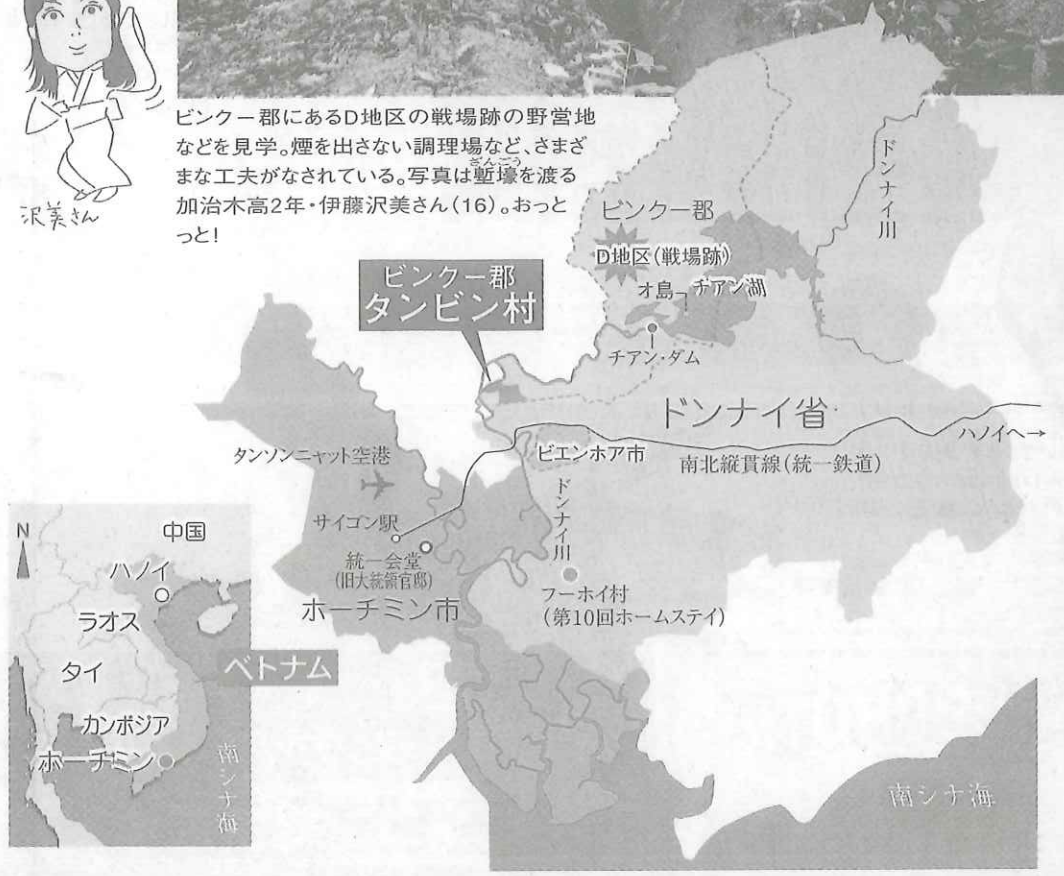 ビンクー郡にあるD地区の戦場跡の野営地
などを見学。煙を出さない調理場など、さまざ
まな工夫がなされている。写真は塹壕を渡る
ざんごう
加治木高2年・伊藤沢美さん(16)。おっと
っと!
沢美さん
ドンナイ川
ビンクー郡
D地区(戦場跡)
オ島
チアン湖
ビンクー郡
タンビン村
チアン・ダム
ドンナイ省
ハノイへ→
タンソンニャット空港
ビエンホア市
南北縦貫線(統一鉄道)
ドンナイ川
サイゴン駅
統一会堂
(旧大統領官邸)
ホーチミン市
フーホイ村
(第10回ホームステイ)
N
中国
ハノイ
ラオス
タイ
ベトナム
カンボジア
ホーチミン
南シナ海
南シナ海